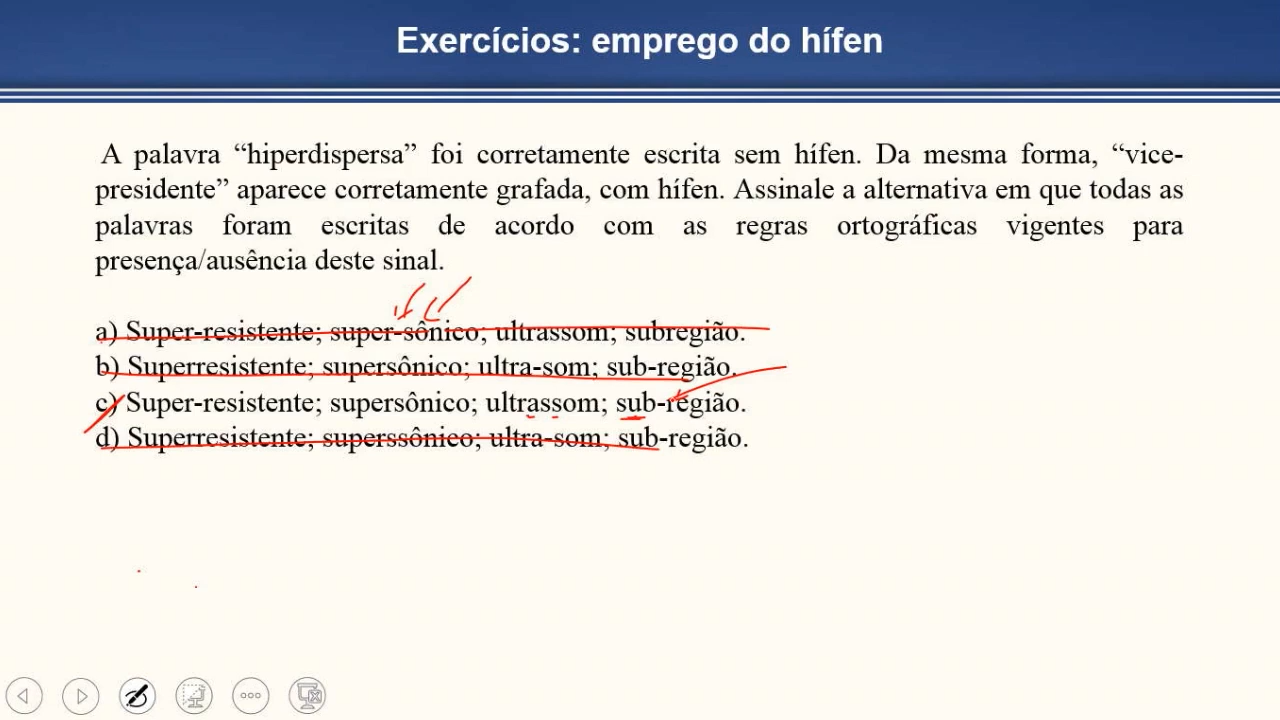 Exercícios: emprego do hífen
A palavra “hiperdispersa” foi corretamente escrita sem hífen. Da mesma forma, “vice-
presidente” aparece corretamente grafada, com hífen. Assinale a alternativa em que todas as
palavras foram escritas de acordo com as regras ortográficas vigentes para
presença/ausência deste sinal.
a) Super-resistente; super-sônico; ultrassom; subregião.
b) Superresistente; supersônico; ultra-som; sub-região.
c) Super-resistente; supersônico; ultrassom; sub-região.
d) Superresistente; superssônico; ultra-som; sub-região.